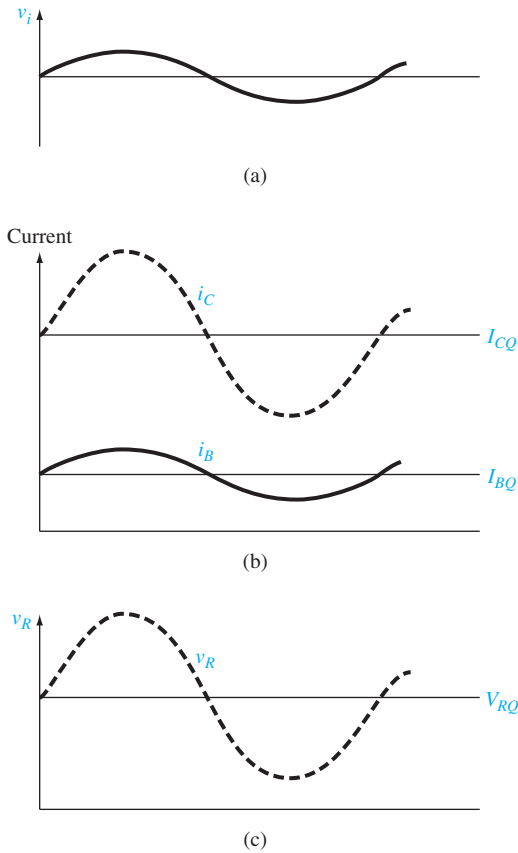 v_i
(a)
Current
i_C
I_CQ
i_B
I_BQ
(b)
v_R
v_R
V_RQ
(c)